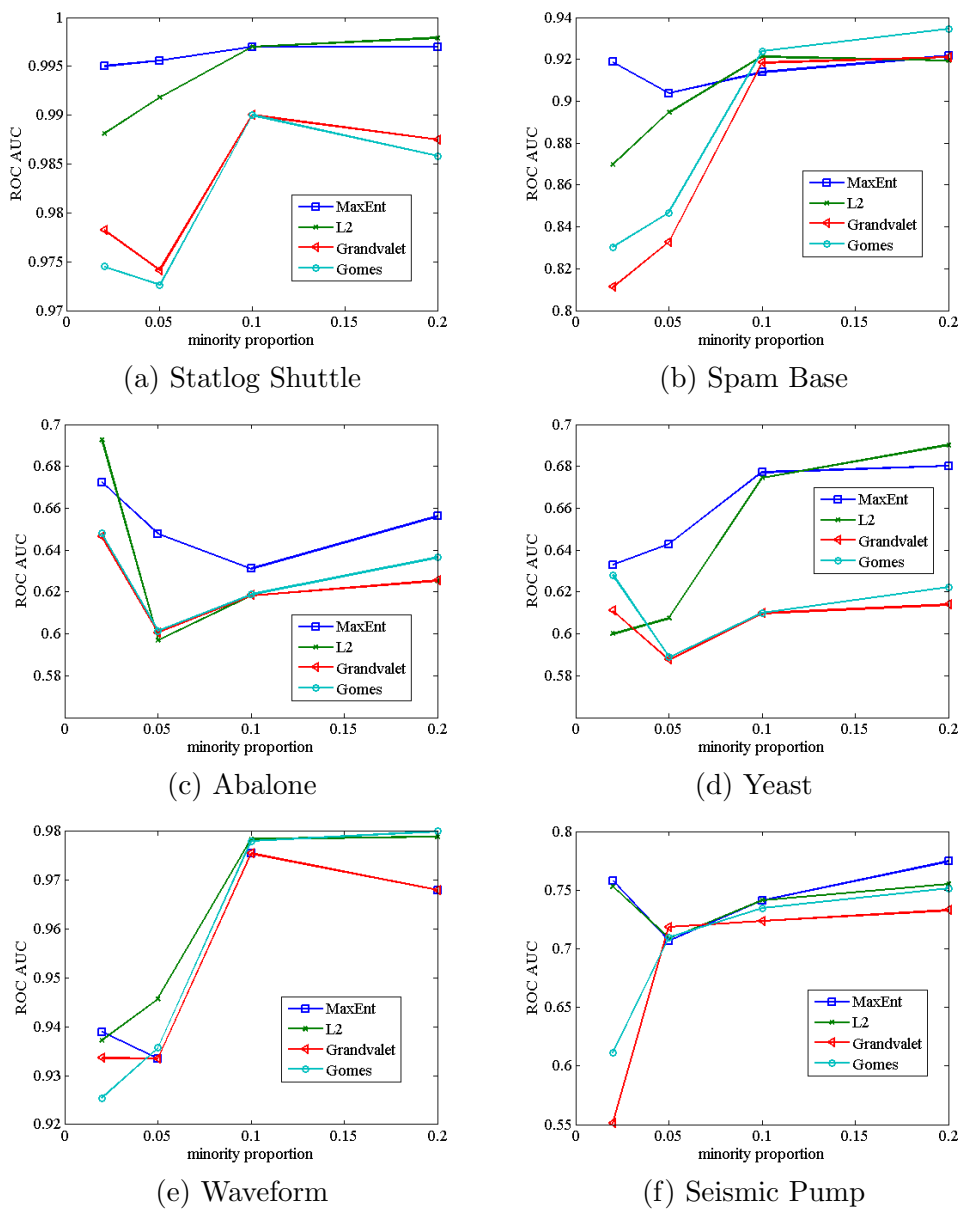 1
0.995
0.99
0.985
0.98
0.975
0.97
ROC AUC
0
0.05
0.1
0.15
0.2
minority proportion
MaxEnt
L2
Grandvalet
Gomes
(a) Statlog Shuttle
0.94
0.92
0.9
0.88
0.86
0.84
0.82
0.8
ROC AUC
0
0.05
0.1
0.15
0.2
minority proportion
MaxEnt
L2
Grandvalet
Gomes
(b) Spam Base
0.7
0.68
0.66
0.64
0.62
0.6
0.58
ROC AUC
0
0.05
0.1
0.15
0.2
minority proportion
MaxEnt
L2
Grandvalet
Gomes
(c) Abalone
0.7
0.68
0.66
0.64
0.62
0.6
0.58
ROC AUC
0
0.05
0.1
0.15
0.2
minority proportion
MaxEnt
L2
Grandvalet
Gomes
(d) Yeast
0.98
0.97
0.96
0.95
0.94
0.93
0.92
ROC AUC
0
0.05
0.1
0.15
0.2
minority proportion
MaxEnt
L2
Grandvalet
Gomes
(e) Waveform
0.8
0.75
0.7
0.65
0.6
0.55
ROC AUC
0
0.05
0.1
0.15
0.2
minority proportion
MaxEnt
L2
Grandvalet
Gomes
(f) Seismic Pump